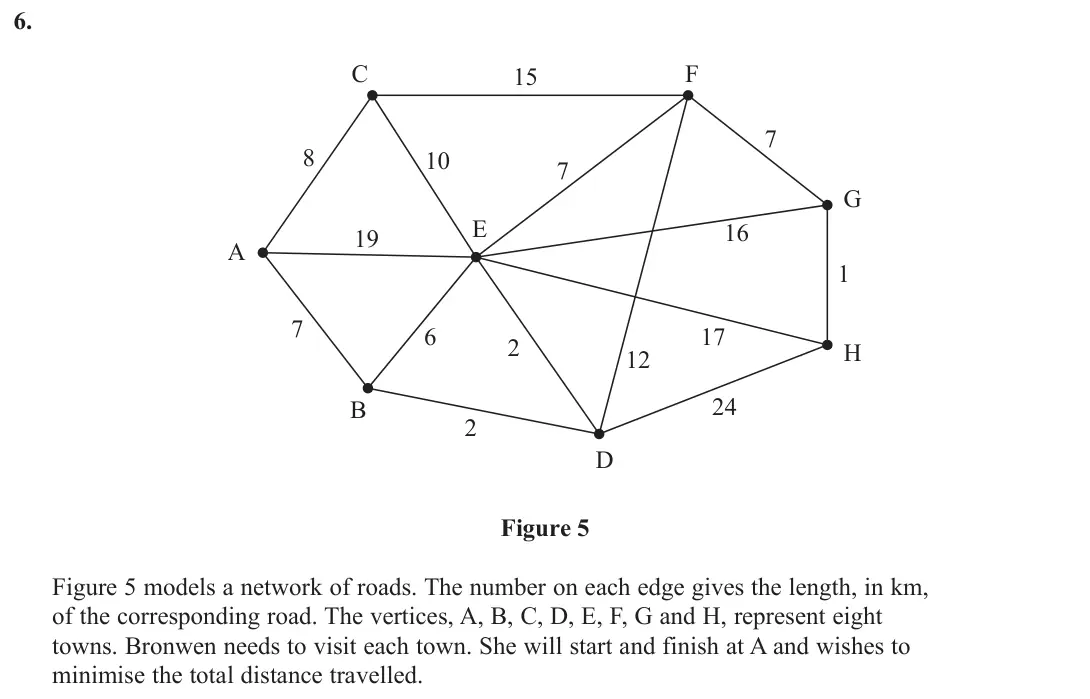 6.
C
15
F
8
10
7
7
G
E
16
A
19
1
7
6
2
17
12
H
24
B
2
D
Figure 5
Figure 5 models a network of roads. The number on each edge gives the length, in km,
of the corresponding road. The vertices, A, B, C, D, E, F, G and H, represent eight
towns. Bronwen needs to visit each town. She will start and finish at A and wishes to
minimise the total distance travelled.